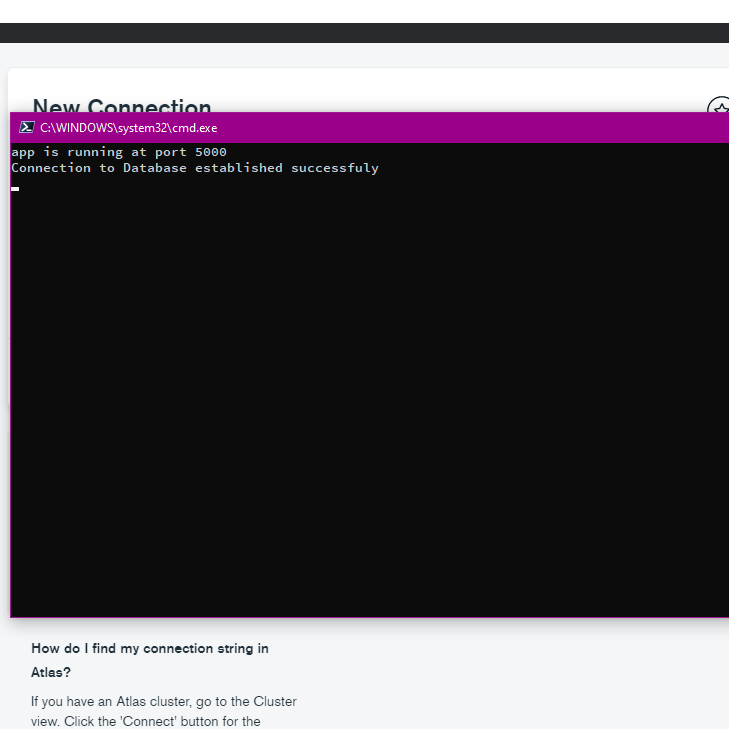 New Connection
C:\WINDOWS\system32\cmd.exe
app is running at port 5000
Connection to Database established successfuly
How do I find my connection string in
Atlas?
If you have an Atlas cluster, go to the Cluster
view. Click the 'Connect' button for the